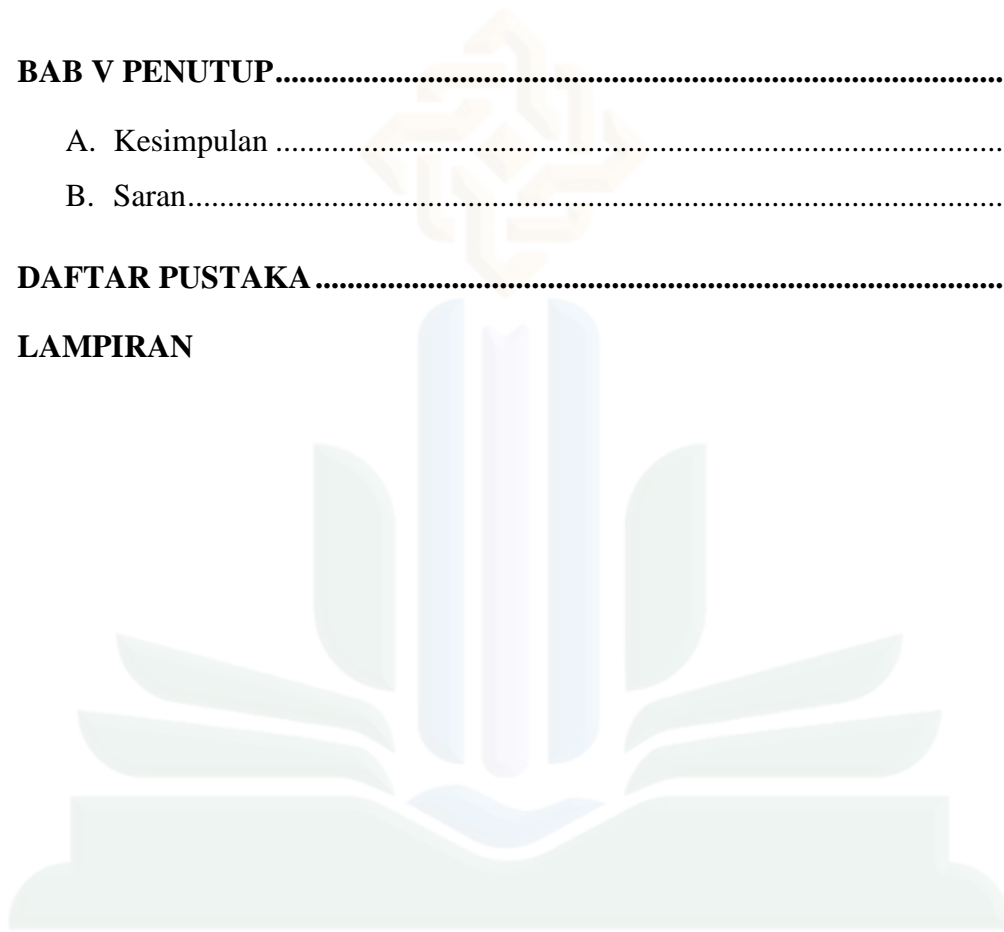 BAB V PENUTUP...........................................................................................
A. Kesimpulan ...........................................................................................
B. Saran......................................................................................................
DAFTAR PUSTAKA......................................................................................
LAMPIRAN